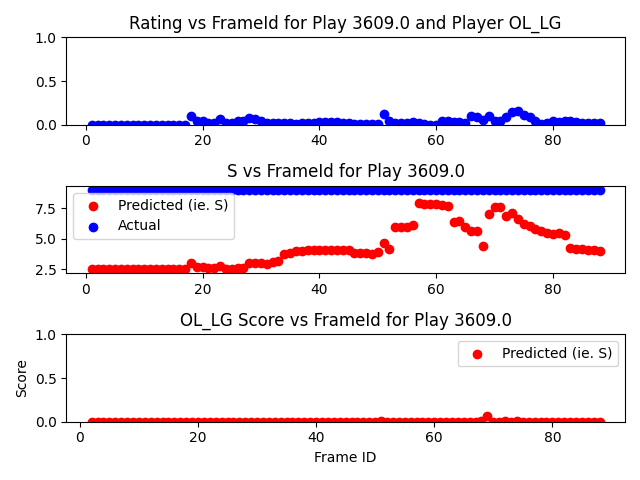 Rating vs FrameId for Play 3609.0 and Player OL_LG
1.0
0.5
0.0
0 20 40 60 80
S vs FrameId for Play 3609.0
7.5
5.0
2.5
Predicted (ie. S)
Actual
0 20 40 60 80
OL_LG Score vs FrameId for Play 3609.0
1.0
0.5
0.0
Score
Predicted (ie. S)
0 20 40 60 80
Frame ID